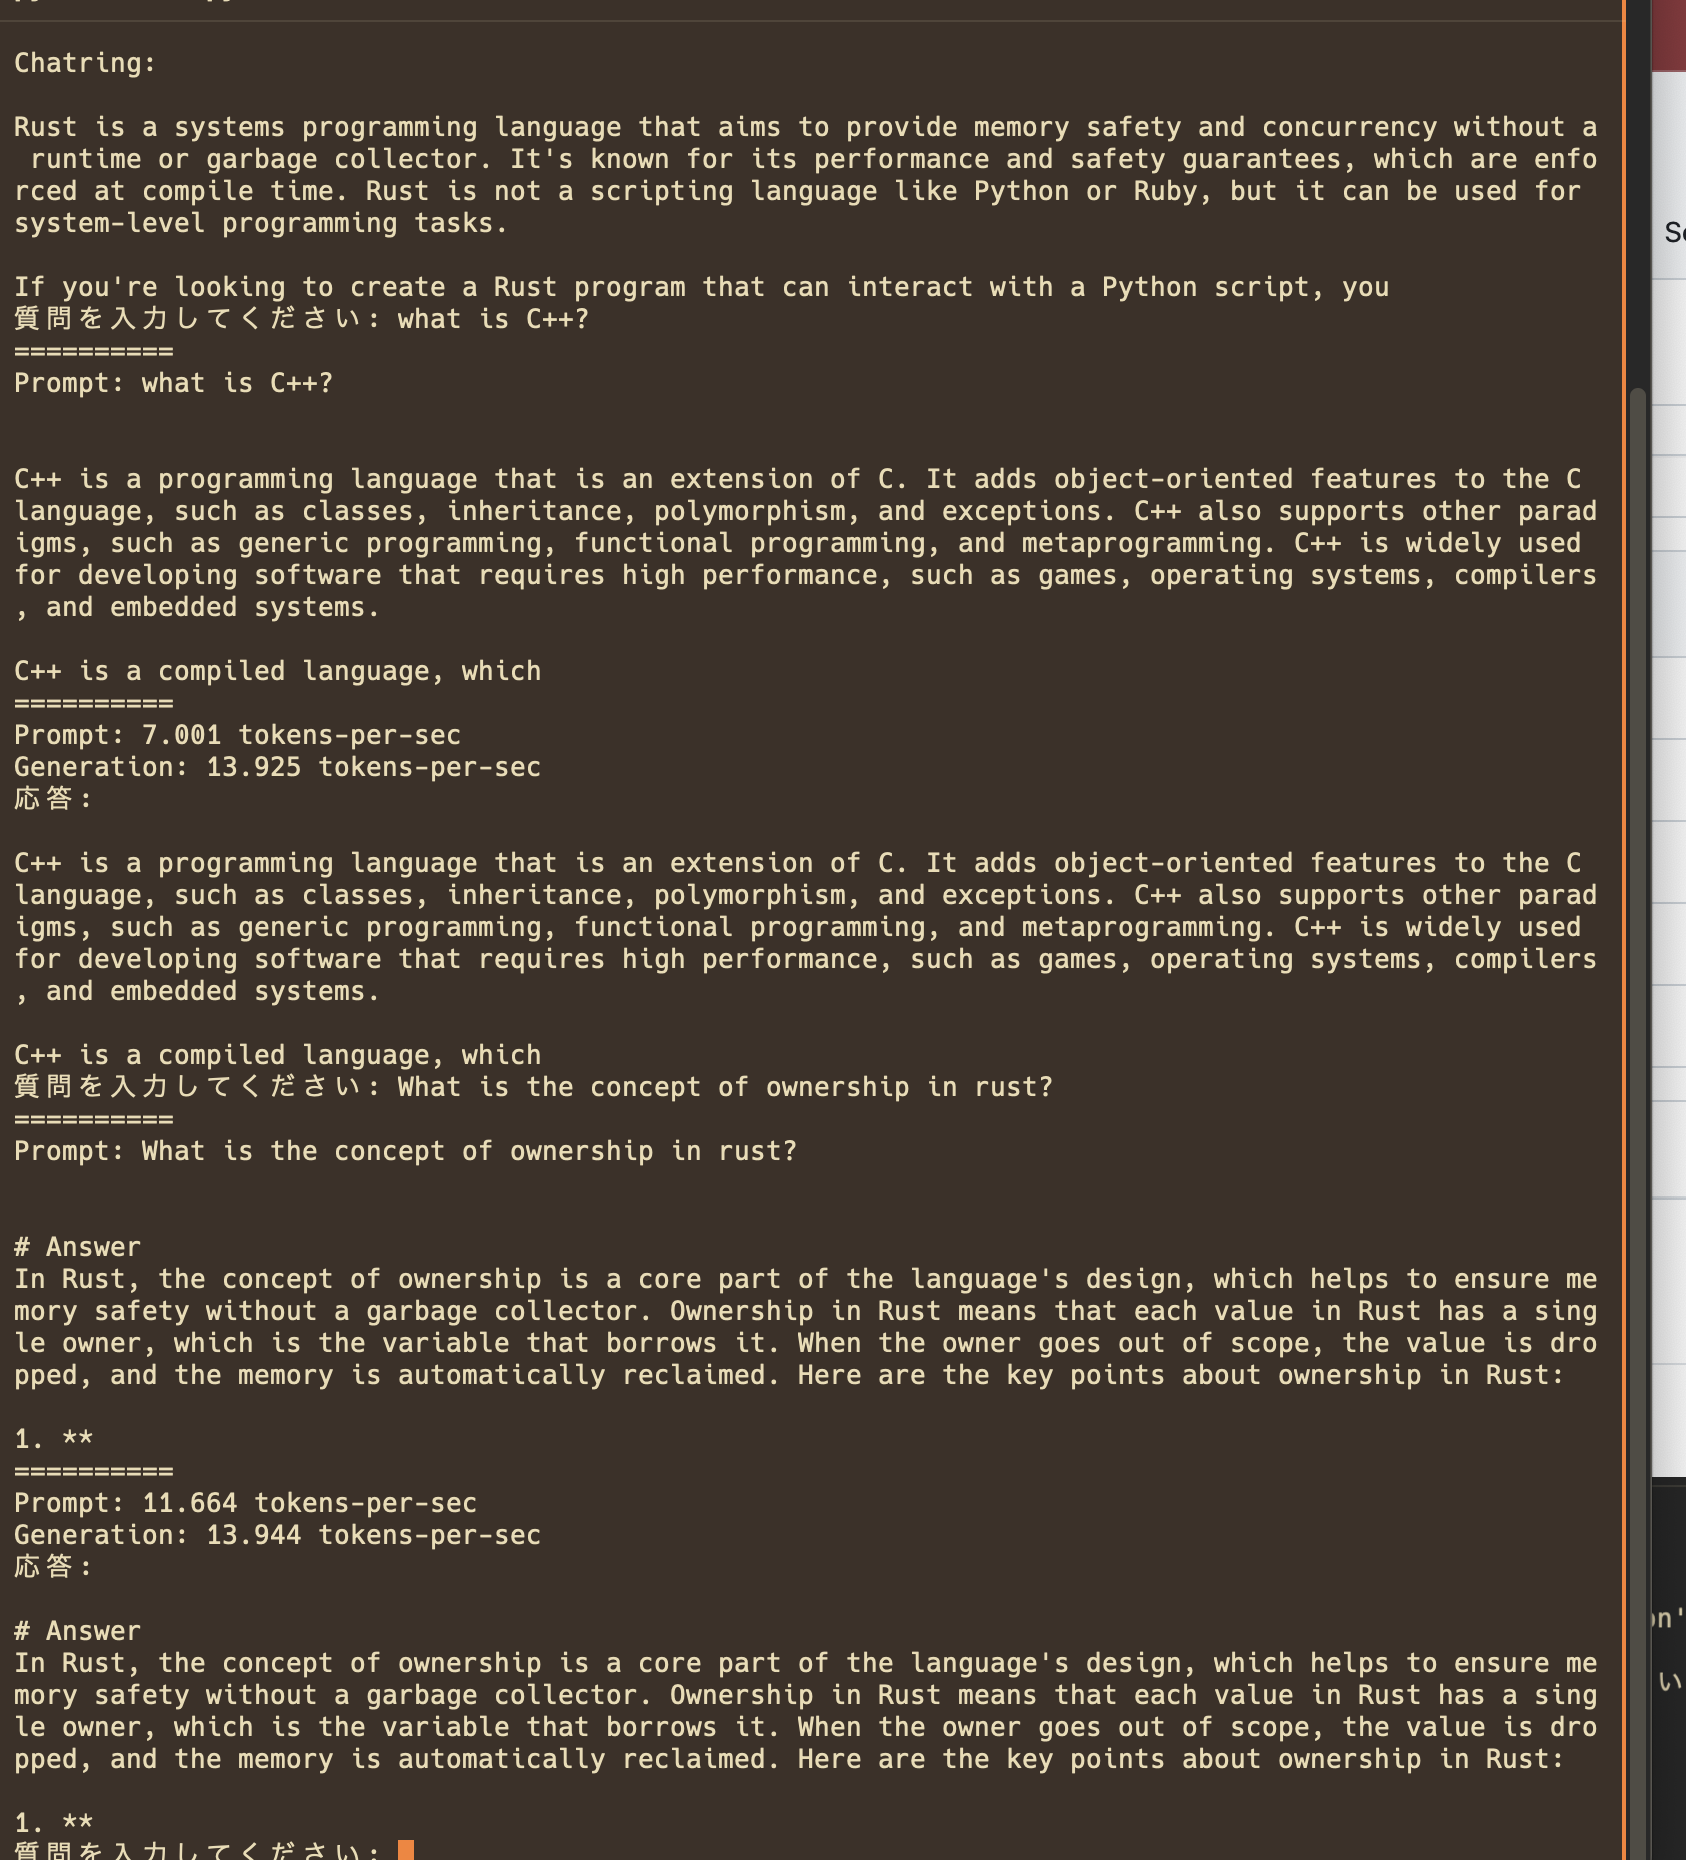 Chatring:
Rust is a systems programming language that aims to provide memory safety and concurrency without a
runtime or garbage collector. It's known for its performance and safety guarantees, which are enfo
rced at compile time. Rust is not a scripting language like Python or Ruby, but it can be used for
system-level programming tasks.
If you're looking to create a Rust program that can interact with a Python script, you
質問を入力してください: what is C++?
==========
Prompt: what is C++?
C++ is a programming language that is an extension of C. It adds object-oriented features to the C
language, such as classes, inheritance, polymorphism, and exceptions. C++ also supports other parad
igms, such as generic programming, functional programming, and metaprogramming. C++ is widely used
for developing software that requires high performance, such as games, operating systems, compilers
, and embedded systems.
C++ is a compiled language, which
==========
Prompt: 7.001 tokens-per-sec
Generation: 13.925 tokens-per-sec
応答:
C++ is a programming language that is an extension of C. It adds object-oriented features to the C
language, such as classes, inheritance, polymorphism, and exceptions. C++ also supports other parad
igms, such as generic programming, functional programming, and metaprogramming. C++ is widely used
for developing software that requires high performance, such as games, operating systems, compilers
, and embedded systems.
C++ is a compiled language, which
質問を入力してください: What is the concept of ownership in rust?
==========
Prompt: What is the concept of ownership in rust?
# Answer
In Rust, the concept of ownership is a core part of the language's design, which helps to ensure me
mory safety without a garbage collector. Ownership in Rust means that each value in Rust has a sing
le owner, which is the variable that borrows it. When the owner goes out of scope, the value is dro
pped, and the memory is automatically reclaimed. Here are the key points about ownership in Rust:
1. **
==========
Prompt: 11.664 tokens-per-sec
Generation: 13.944 tokens-per-sec
応答:
# Answer
In Rust, the concept of ownership is a core part of the language's design, which helps to ensure me
mory safety without a garbage collector. Ownership in Rust means that each value in Rust has a sing
le owner, which is the variable that borrows it. When the owner goes out of scope, the value is dro
pped, and the memory is automatically reclaimed. Here are the key points about ownership in Rust:
1. **
質問を入力してください: